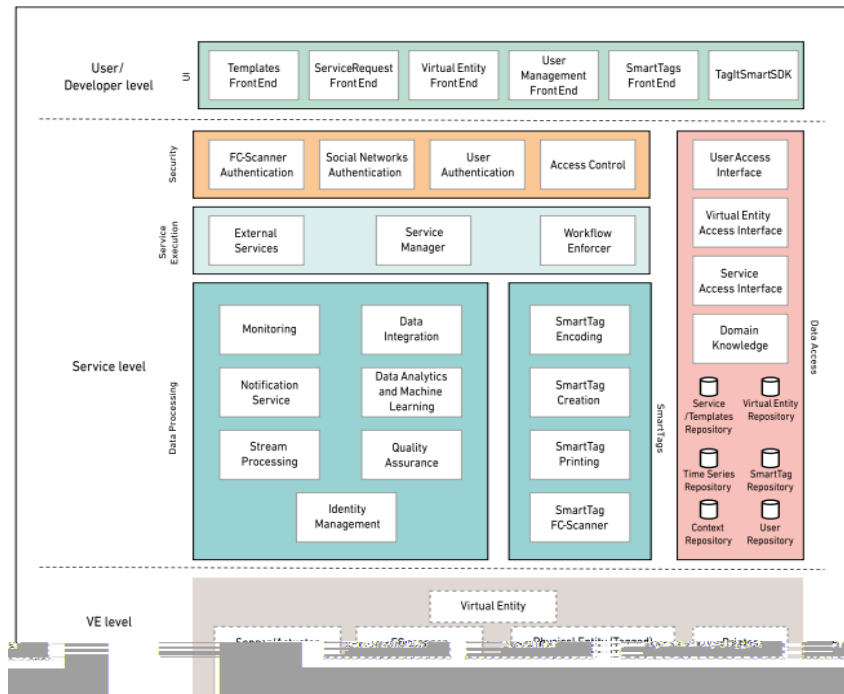 User/
Developer level
UI
Templates
FrontEnd
ServiceRequest
FrontEnd
Virtual Entity
FrontEnd
User
Management
FrontEnd
SmartTags
FrontEnd
TagItSmartSDK
Security
FC-Scanner
Authentication
Social Networks
Authentication
User
Authentication
Access Control
Service
Execution
External
Services
Service
Manager
Workflow
Enforcer
Service level
Data Processing
Monitoring
Data
Integration
Notification
Service
Data Analytics
and Machine
Learning
Stream
Processing
Quality
Assurance
Identity
Management
SmartTag
Encoding
SmartTag
Creation
SmartTag
Printing
SmartTag
FC-Scanner
SmartTags
User Access
Interface
Virtual Entity
Access Interface
Service
Access Interface
Domain
Knowledge
Service
/Templates
Repository
Virtual Entity
Repository
Time Series
Repository
SmartTag
Repository
Context
Repository
User
Repository
Data Access
VE level
Virtual Entity
Physical Entity (Tagged)